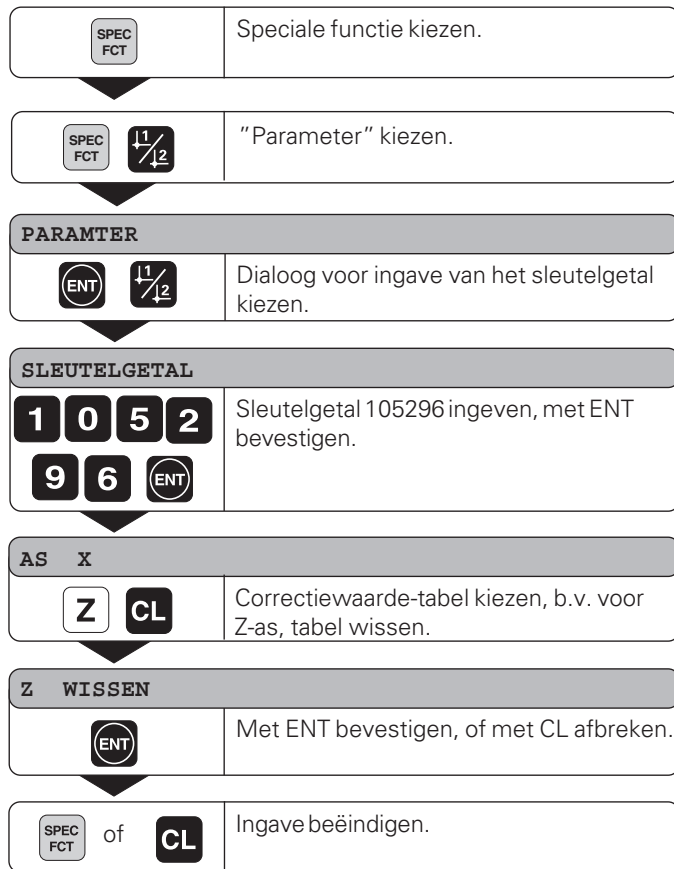 SPEC
FCT
Speciale functie kiezen.
SPEC
FCT
1
2
"Parameter" kiezen.
PARAMTER
ENT
1
2
Dialoog voor ingave van het sleutelgetal
kiezen.
SLEUTELGETAL
1 0 5 2
9 6 ENT
Sleutelgetal 105296 ingeven, met ENT
bevestigen.
AS X
Z CL
Correctiewaarde-tabel kiezen, b.v. voor
Z-as, tabel wissen.
Z WISSEN
ENT
Met ENT bevestigen, of met CL afbreken.
SPEC
FCT
of CL
Ingave beëindigen.